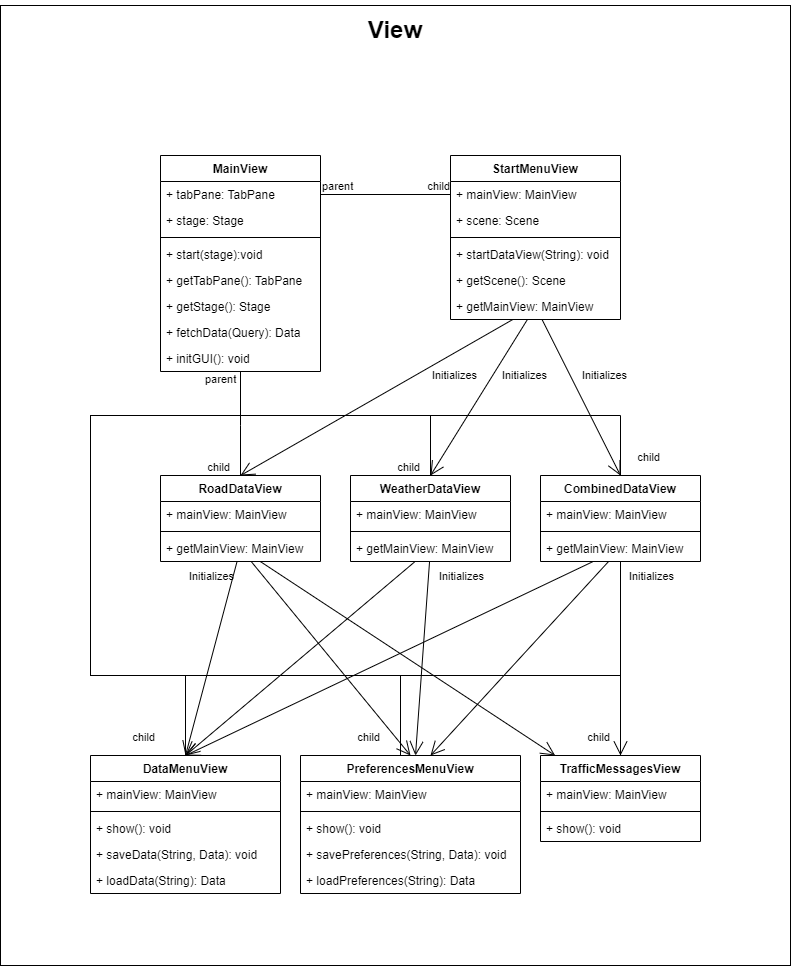 View
MainView
+ tabPane: TabPane
+ stage: Stage
+ start(stage):void
+ getTabPane(): TabPane
+ getStage(): Stage
+ fetchData(Query): Data
+ initGUI(): void
parent
child
StartMenuView
+ mainView: MainView
+ scene: Scene
+ startDataView(String): void
+ getScene(): Scene
+ getMainView: MainView
parent
Initializes
Initializes
Initializes
child
child
child
RoadDataView
+ mainView: MainView
+ getMainView: MainView
WeatherDataView
+ mainView: MainView
+ getMainView: MainView
CombinedDataView
+ mainView: MainView
+ getMainView: MainView
Initializes
Initializes
Initializes
child
child
child
DataMenuView
+ mainView: MainView
+ show(): void
+ saveData(String, Data): void
+ loadData(String): Data
PreferencesMenuView
+ mainView: MainView
+ show(): void
+ savePreferences(String, Data): void
+ loadPreferences(String): Data
TrafficMessagesView
+ mainView: MainView
+ show(): void